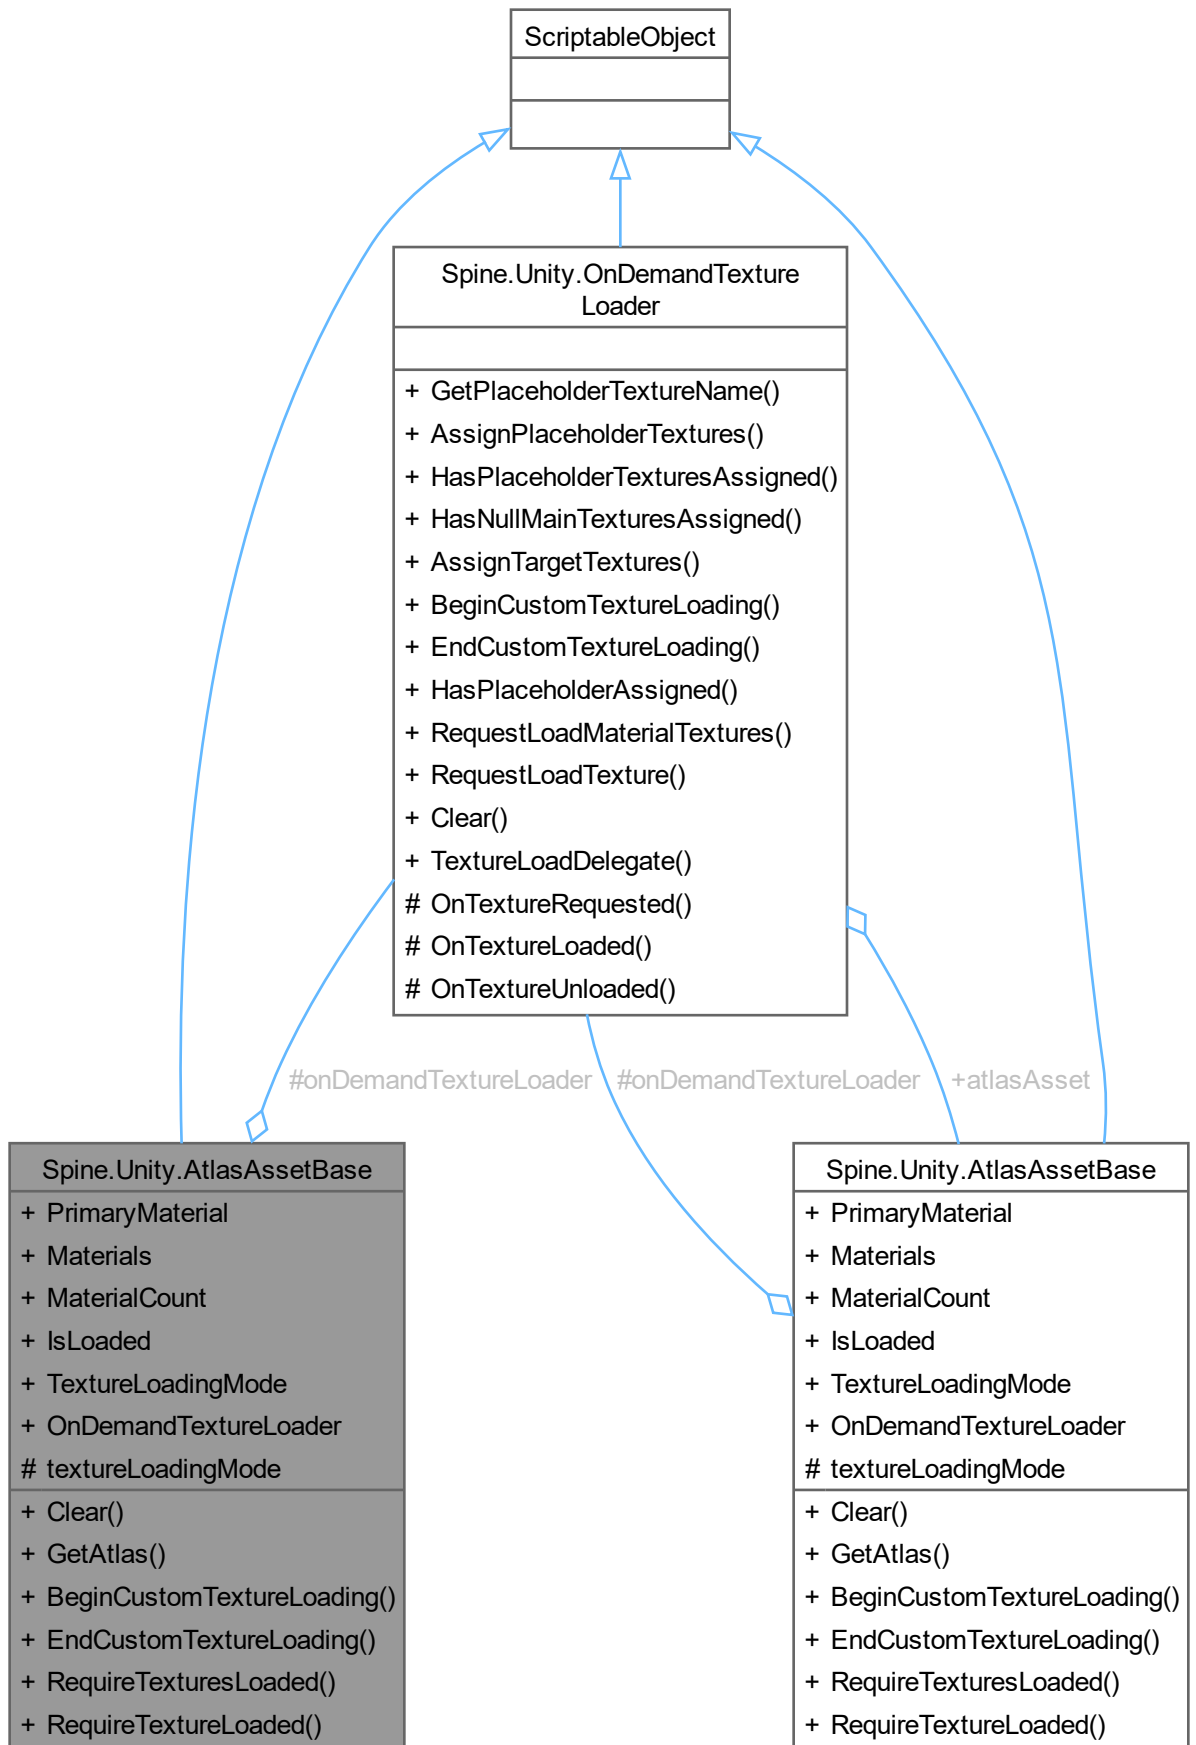 ScriptableObject
Spine.Unity.OnDemandTexture
Loader
+ GetPlaceholderTextureName()
+ AssignPlaceholderTextures()
+ HasPlaceholderTexturesAssigned()
+ HasNullMainTexturesAssigned()
+ AssignTargetTextures()
+ BeginCustomTextureLoading()
+ EndCustomTextureLoading()
+ HasPlaceholderAssigned()
+ RequestLoadMaterialTextures()
+ RequestLoadTexture()
+ Clear()
+ TextureLoadDelegate()
# OnTextureRequested()
# OnTextureLoaded()
# OnTextureUnloaded()
#onDemandTextureLoader
#onDemandTextureLoader
+atlasAsset
Spine.Unity.AtlasAssetBase
+ PrimaryMaterial
+ Materials
+ MaterialCount
+ IsLoaded
+ TextureLoadingMode
+ OnDemandTextureLoader
# textureLoadingMode
+ Clear()
+ GetAtlas()
+ BeginCustomTextureLoading()
+ EndCustomTextureLoading()
+ RequireTexturesLoaded()
+ RequireTextureLoaded()
Spine.Unity.AtlasAssetBase
+ PrimaryMaterial
+ Materials
+ MaterialCount
+ IsLoaded
+ TextureLoadingMode
+ OnDemandTextureLoader
# textureLoadingMode
+ Clear()
+ GetAtlas()
+ BeginCustomTextureLoading()
+ EndCustomTextureLoading()
+ RequireTexturesLoaded()
+ RequireTextureLoaded()